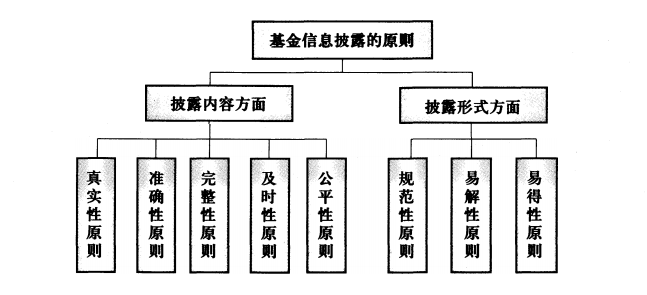 基金信息披露的原则
披露内容方面
披露形式方面
真实性原则
准确性原则
完整性原则
及时性原则
公平性原则
规范性原则
易解性原则
易得性原则